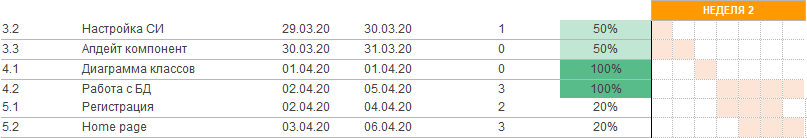 НЕДЕЛЯ 2
3.2 Настройка СИ 29.03.20 30.03.20 1 50%
3.3 Апдейт компонент 30.03.20 31.03.20 0 50%
4.1 Диаграмма классов 01.04.20 01.04.20 0 100%
4.2 Работа с БД 02.04.20 05.04.20 3 100%
5.1 Регистрация 02.04.20 04.04.20 2 20%
5.2 Home page 03.04.20 06.04.20 3 20%